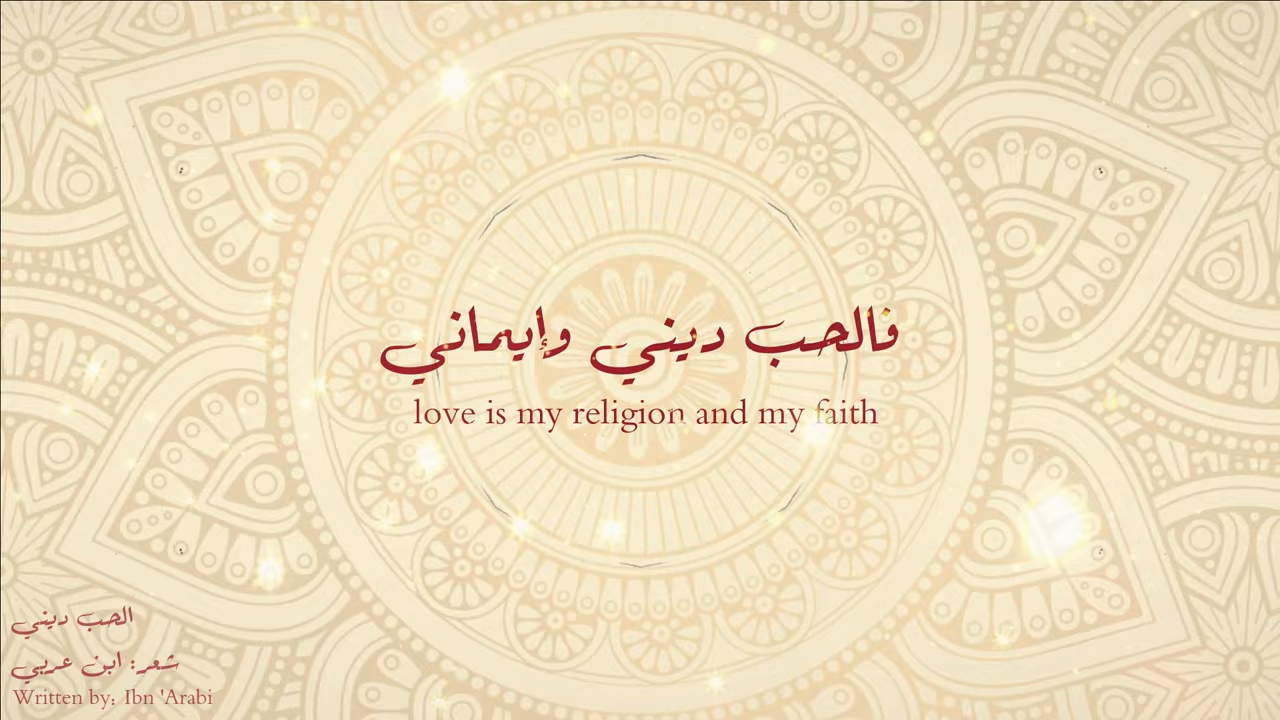 فالحب ديني وإيماني
love is my religion and my faith
الحب ديني
شعر: ابن عربي
Written by: Ibn 'Arabi